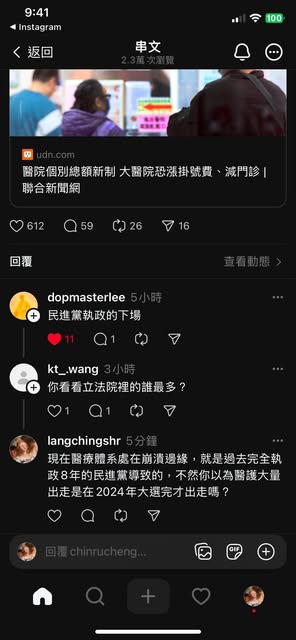 9:41
100
Instagram
返回
串文
2.3萬 次瀏覽
udn.com
醫院個別總額新制 大醫院恐漲掛號費、減門診 |
聯合新聞網
612 59 26 16
回覆
查看動態
dopmasterlee 5小時
民進黨執政的下場
11 1
kt_.wang 3小時
你看看立法院裡的誰最多？
1 1
langchingshr 5分鐘
現在醫療體系處在崩潰邊緣，就是過去完全執
政８年的民進黨導致的，不然你以為醫護大量
出走是在２０２４年大選完才出走嗎？
回覆 chinrucheng...
GIF